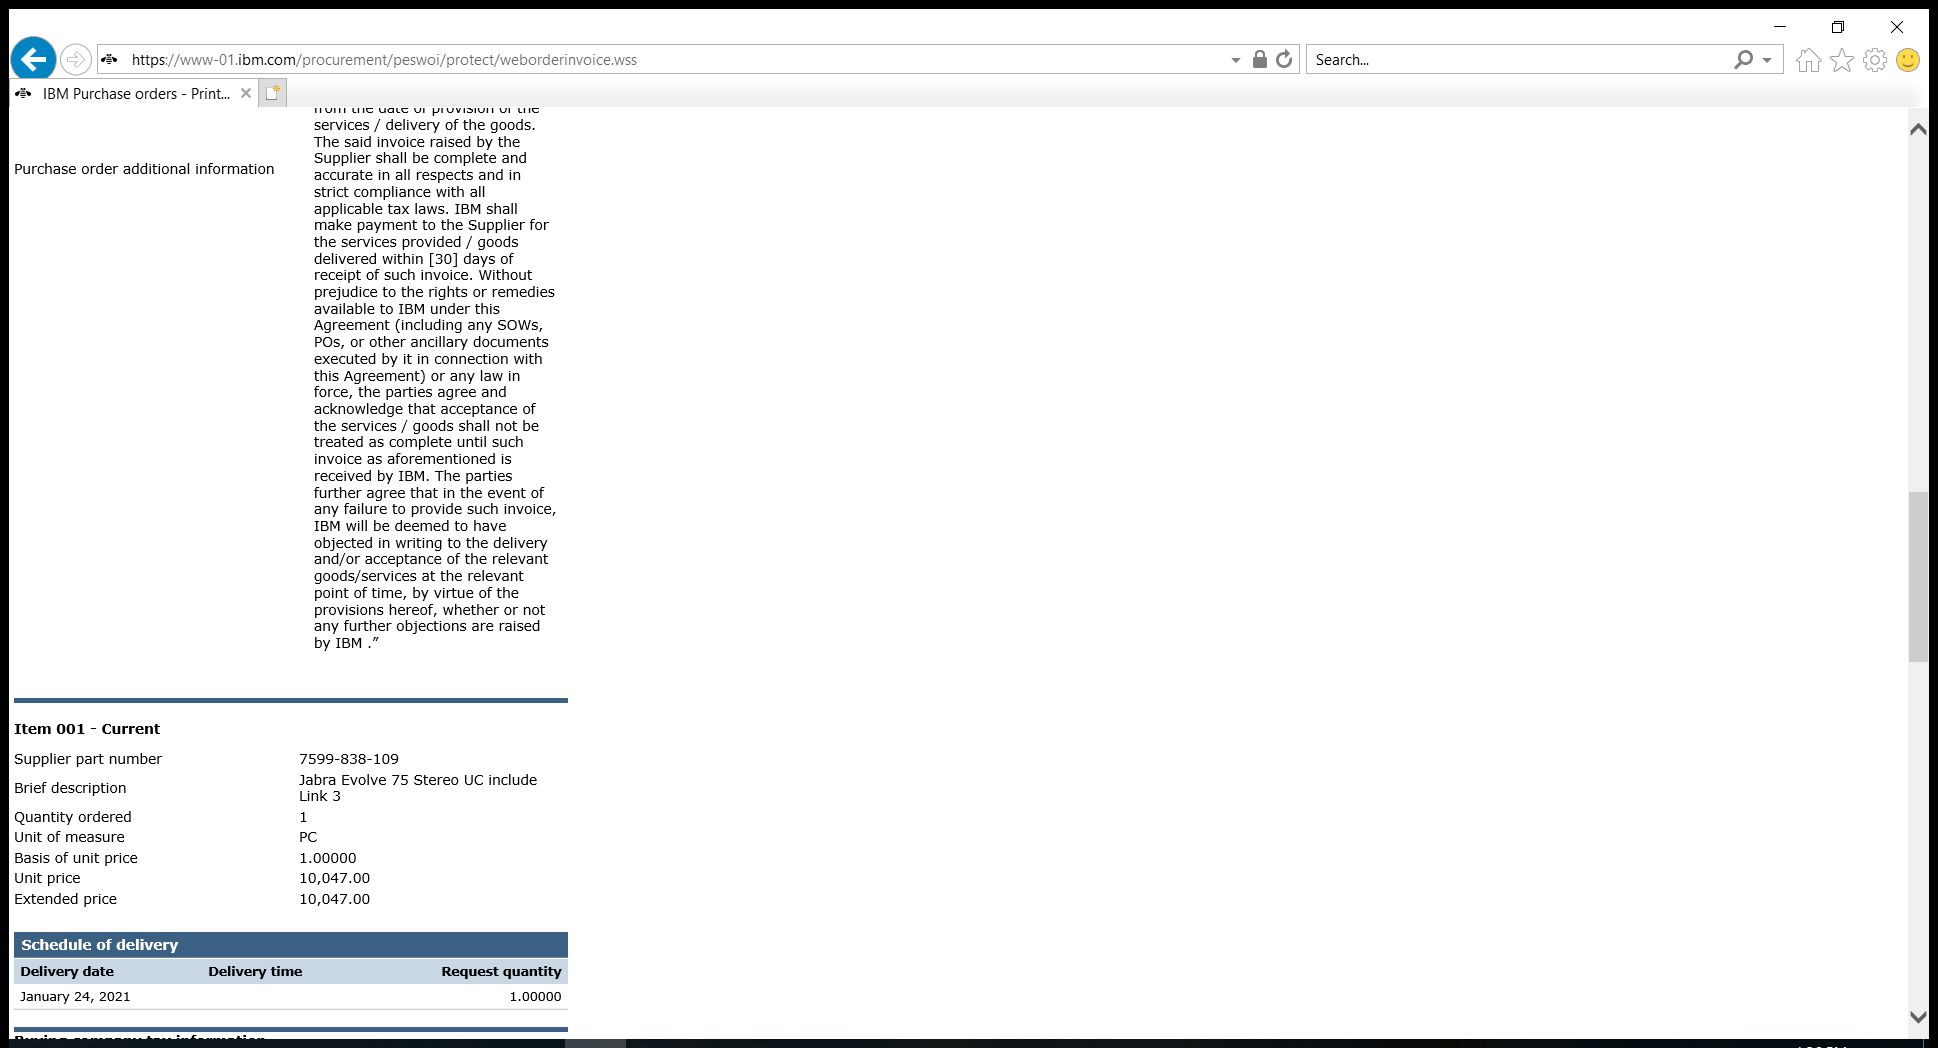 https://www-01.ibm.com/procurement/peswoi/protect/weborderinvoice.wss
Search...
IBM Purchase orders - Print...
from the date of provision of the
services / delivery of the goods.
The said invoice raised by the
Supplier shall be complete and
Purchase order additional information
accurate in all respects and in
strict compliance with all
applicable tax laws. IBM shall
make payment to the Supplier for
the services provided / goods
delivered within [30] days of
receipt of such invoice. Without
prejudice to the rights or remedies
available to IBM under this
Agreement (including any SOWs,
POs, or other ancillary documents
executed by it in connection with
this Agreement) or any law in
force, the parties agree and
acknowledge that acceptance of
the services / goods shall not be
treated as complete until such
invoice as aforementioned is
received by IBM. The parties
further agree that in the event of
any failure to provide such invoice,
IBM will be deemed to have
objected in writing to the delivery
and/or acceptance of the relevant
goods/services at the relevant
point of time, by virtue of the
provisions hereof, whether or not
any further objections are raised
by IBM .”
Item 001 - Current
Supplier part number 7599-838-109
Brief description Jabra Evolve 75 Stereo UC include
Link 3
Quantity ordered 1
Unit of measure PC
Basis of unit price 1.00000
Unit price 10,047.00
Extended price 10,047.00
Schedule of delivery
Delivery date Delivery time Request quantity
January 24, 2021 1.00000
Buying company tax information